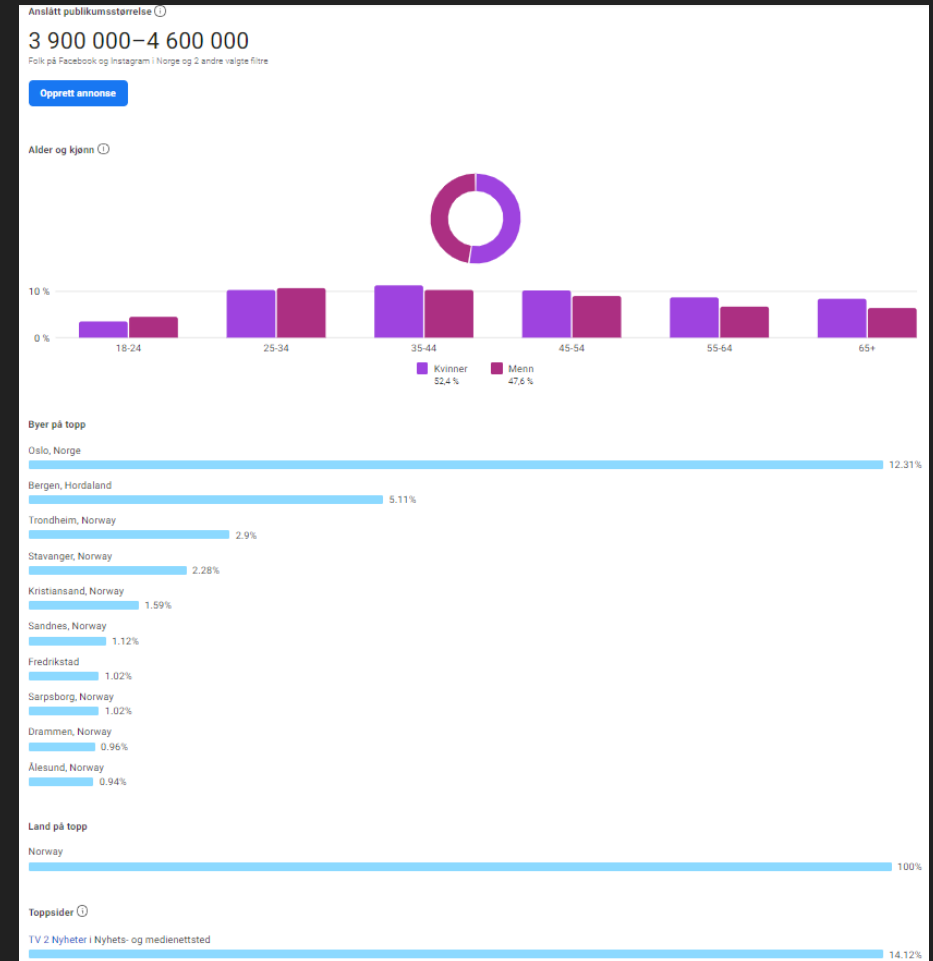 Anslått publikumsstørrelse
3 900 000–4 600 000
Folk på Facebook og Instagram i Norge og 2 andre valgte filtre
Opprett annonse
Alder og kjønn
10 %
0 %
18-24 25-34 35-44 45-54 55-64 65+
Kvinner Menn
52,4 % 47,6 %
Byer på topp
Oslo, Norge
12.31%
Bergen, Hordaland
5.11%
Trondheim, Norway
2.9%
Stavanger, Norway
2.28%
Kristiansand, Norway
1.59%
Sandnes, Norway
1.12%
Fredrikstad
1.02%
Sarpsborg, Norway
1.02%
Drammen, Norway
0.96%
Ålesund, Norway
0.94%
Land på topp
Norway
100%
Toppsider
TV 2 Nyheter i Nyhets- og medienettsted
14.12%